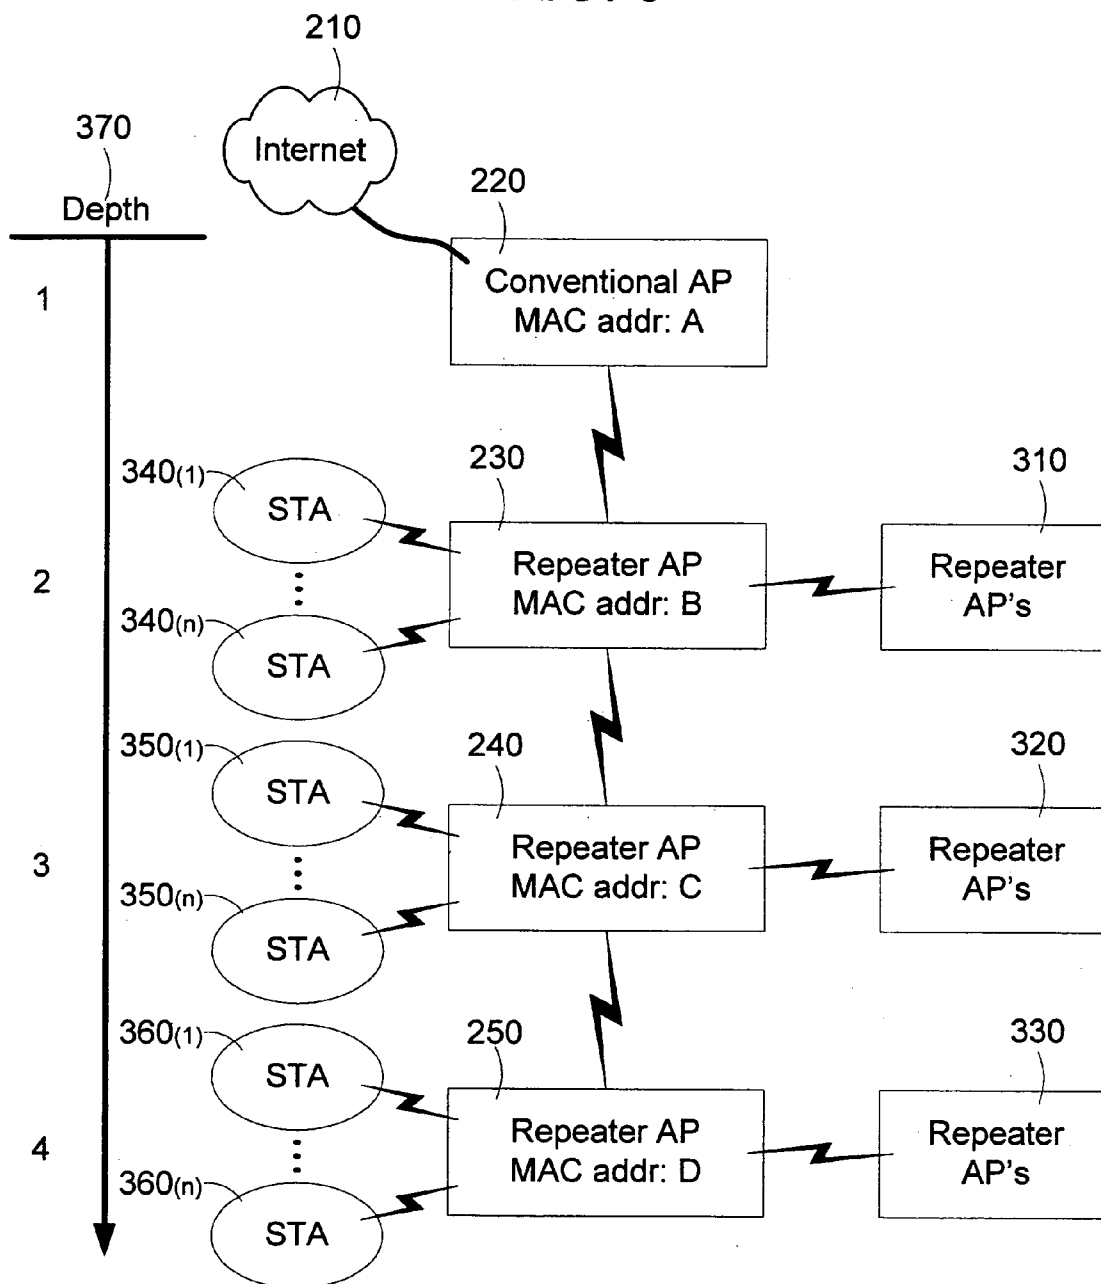 210
370
Internet
220
Depth
Conventional AP
MAC addr: A
1
340(1)
230
310
STA
Repeater AP
MAC addr: B
Repeater
AP's
2
340(n)
STA
350(1)
240
320
STA
Repeater AP
MAC addr: C
Repeater
AP's
3
350(n)
STA
360(1)
250
330
STA
Repeater AP
MAC addr: D
Repeater
AP's
4
360(n)
STA